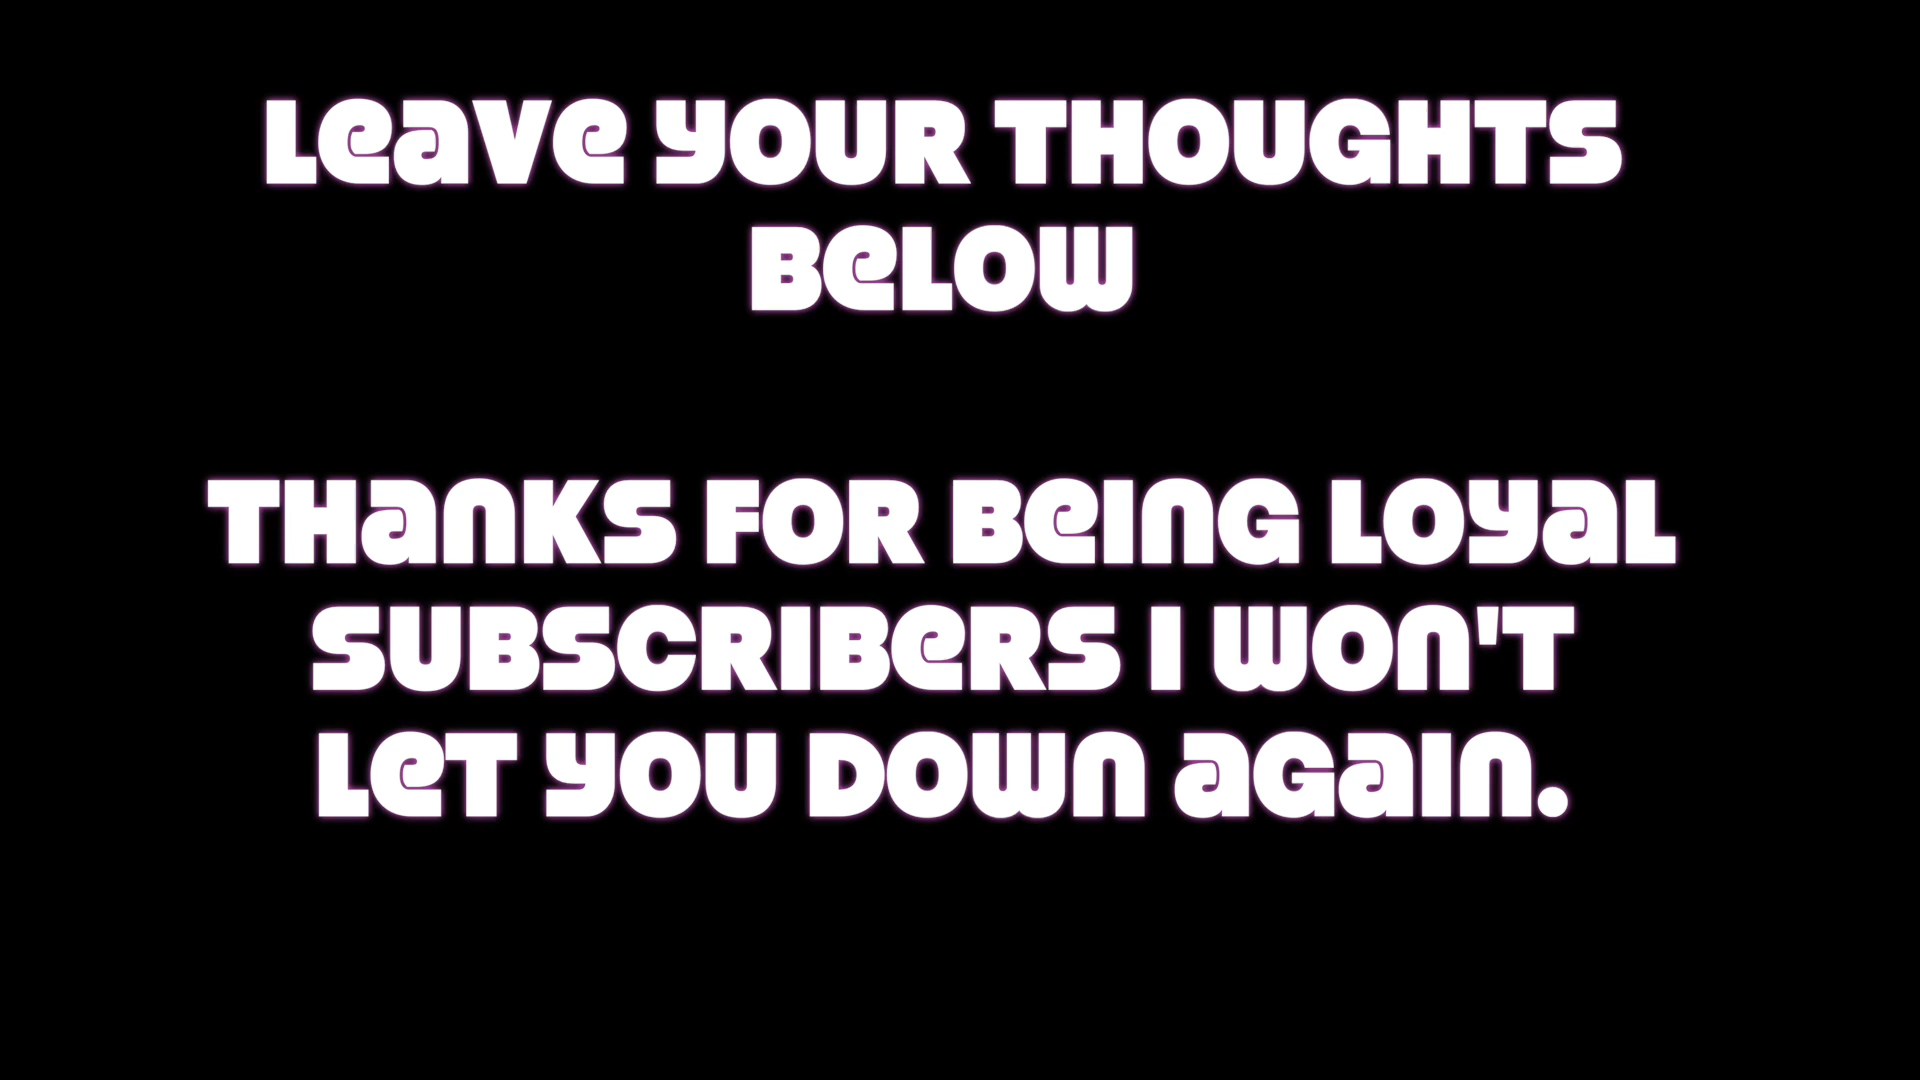 Leave your thoughts
below
Thanks for being loyal
subscribers I won't
let you down again.